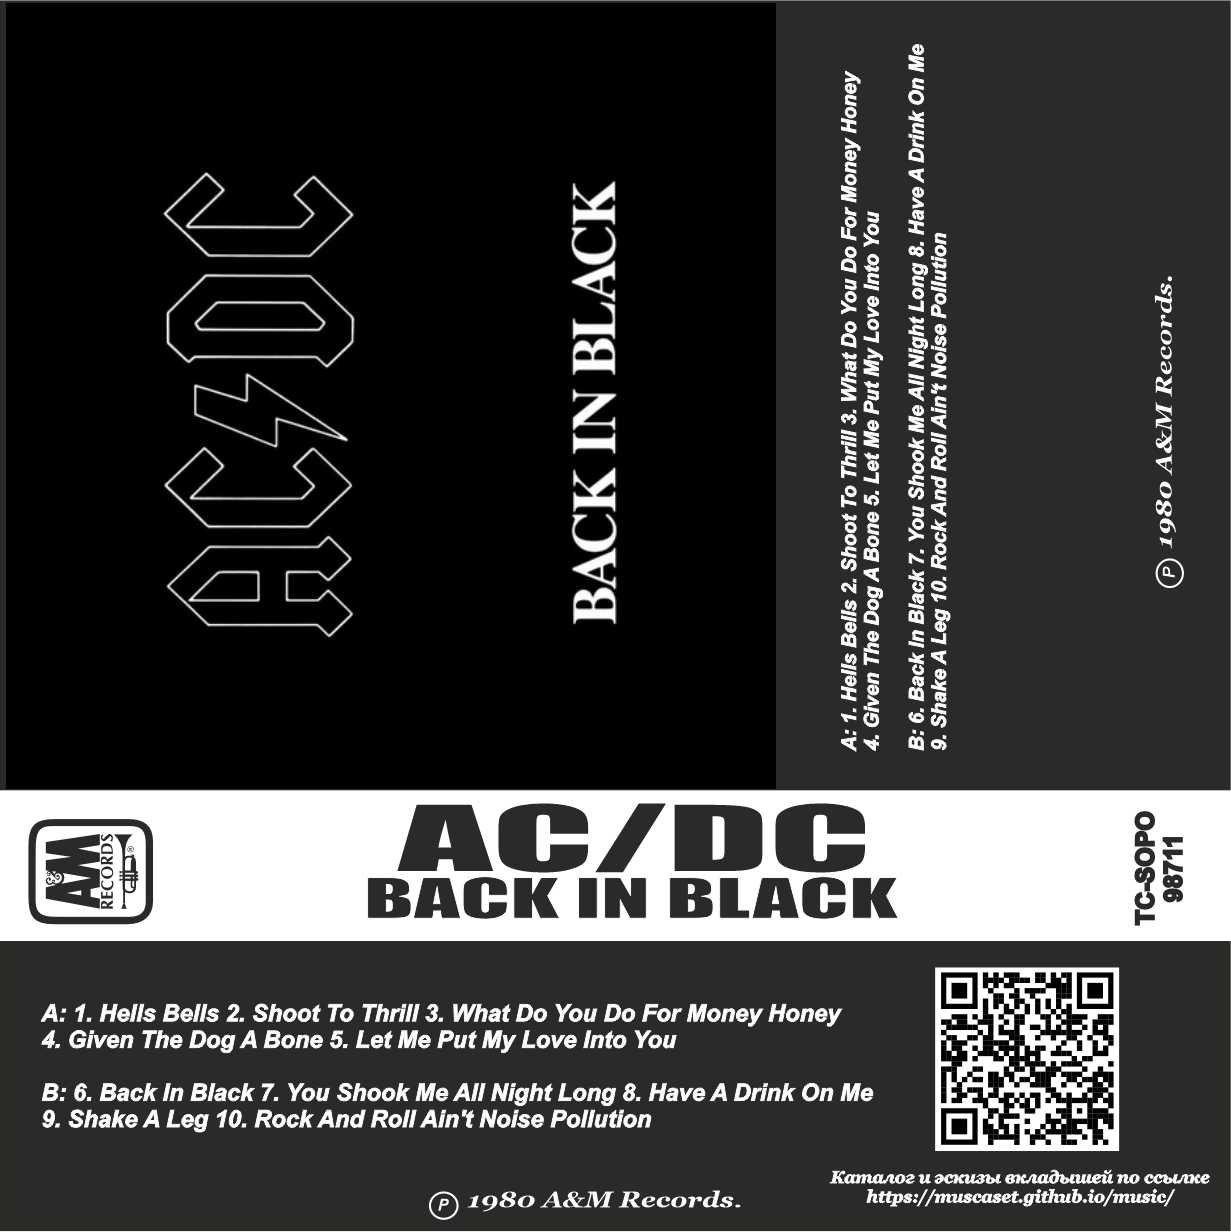 AC/DC
BACK IN BLACK
A: 1. Hells Bells 2. Shoot To Thrill 3. What Do You Do For Money Honey
4. Given The Dog A Bone 5. Let Me Put My Love Into You
B: 6. Back In Black 7. You Shook Me All Night Long 8. Have A Drink On Me
9. Shake A Leg 10. Rock And Roll Ain't Noise Pollution
Ⓟ 1980 A&M Records.
A&M
RECORDS
®
AC/DC
BACK IN BLACK
TC-SOPO
98711
A: 1. Hells Bells 2. Shoot To Thrill 3. What Do You Do For Money Honey
4. Given The Dog A Bone 5. Let Me Put My Love Into You
B: 6. Back In Black 7. You Shook Me All Night Long 8. Have A Drink On Me
9. Shake A Leg 10. Rock And Roll Ain't Noise Pollution
Ⓟ 1980 A&M Records.
Каталог и эскизы вкладышей по ссылке
https://muscaset.github.io/music/